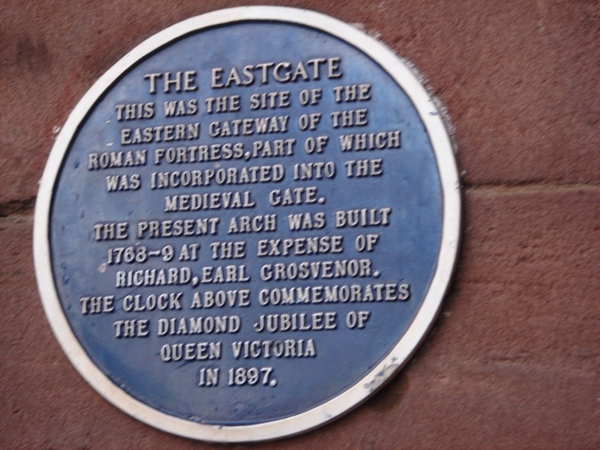 THE EASTGATE
THIS WAS THE SITE OF THE
EASTERN GATEWAY OF THE
ROMAN FORTRESS, PART OF WHICH
WAS INCORPORATED INTO THE
MEDIEVAL GATE.
THE PRESENT ARCH WAS BUILT
1768-9 AT THE EXPENSE OF
RICHARD, EARL GROSVENOR.
THE CLOCK ABOVE COMMEMORATES
THE DIAMOND JUBILEE OF
QUEEN VICTORIA
IN 1897.